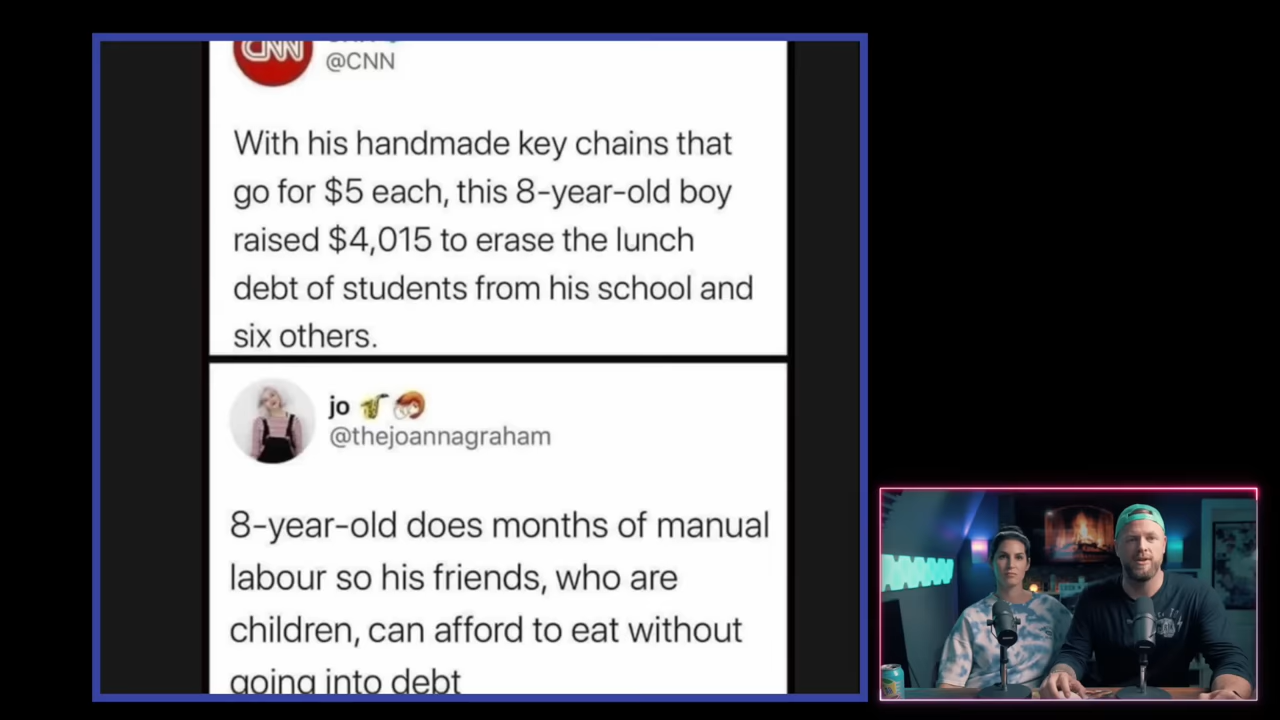 CNN
@CNN
With his handmade key chains that
go for $5 each, this 8-year-old boy
raised $4,015 to erase the lunch
debt of students from his school and
six others.
jo
@thejoannagraham
8-year-old does months of manual
labour so his friends, who are
children, can afford to eat without
going into debt